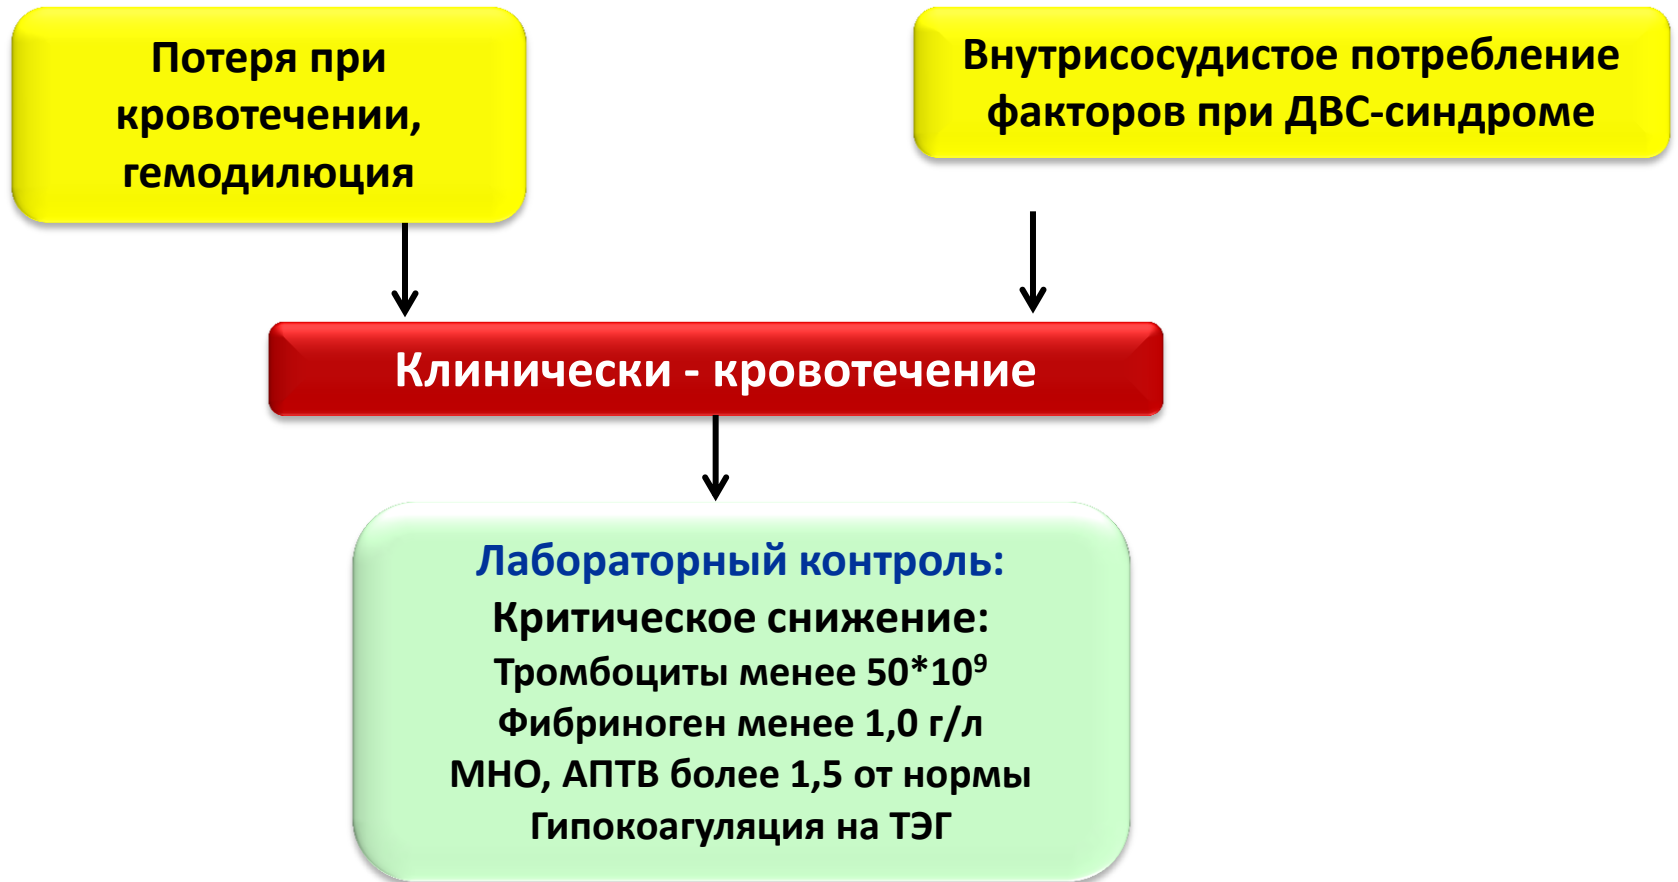 Потеря при
кровотечении,
гемодилюция
Внутрисосудистое потребление
факторов при ДВС-синдроме
Клинически - кровотечение
Лабораторный контроль:
Критическое снижение:
Тромбоциты менее 50*10⁹
Фибриноген менее 1,0 г/л
МНО, АПТВ более 1,5 от нормы
Гипокоагуляция на ТЭГ